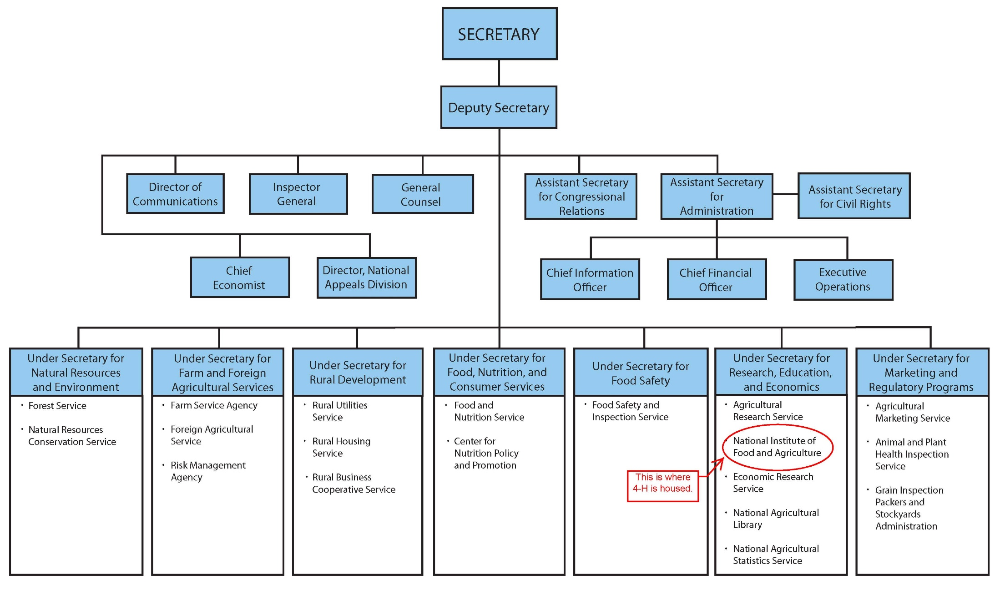 SECRETARY
Deputy Secretary
Director of
Communications
Inspector
General
General
Counsel
Assistant Secretary
for Congressional
Relations
Assistant Secretary
for
Administration
Assistant Secretary
for Civil Rights
Chief
Economist
Director, National
Appeals Division
Chief Information
Officer
Chief Financial
Officer
Executive
Operations
Under Secretary for
Natural Resources
and Environment
· Forest Service
· Natural Resources
Conservation Service
Under Secretary for
Farm and Foreign
Agricultural Services
· Farm Service Agency
· Foreign Agricultural
Service
· Risk Management
Agency
Under Secretary for
Rural Development
· Rural Utilities
Service
· Rural Housing
Service
· Rural Business
Cooperative Service
Under Secretary for
Food, Nutrition, and
Consumer Services
· Food and
Nutrition Service
· Center for
Nutrition Policy
and Promotion
Under Secretary for
Food Safety
· Food Safety and
Inspection Service
This is where
4-H is housed.
Under Secretary for
Research, Education,
and Economics
· Agricultural
Research Service
· National Institute of
Food and Agriculture
· Economic Research
Service
· National Agricultural
Library
· National Agricultural
Statistics Service
Under Secretary for
Marketing and
Regulatory Programs
· Agricultural
Marketing Service
· Animal and Plant
Health Inspection
Service
· Grain Inspection
Packers and
Stockyards
Administration